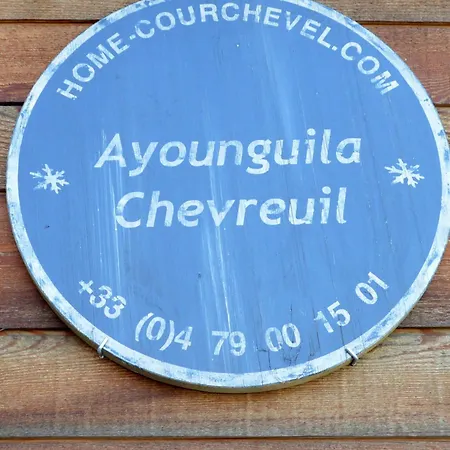 HOME-COURCHEVEL.COM
Ayounguila
Chevreuil
+33 (0)4 79 00 15 01